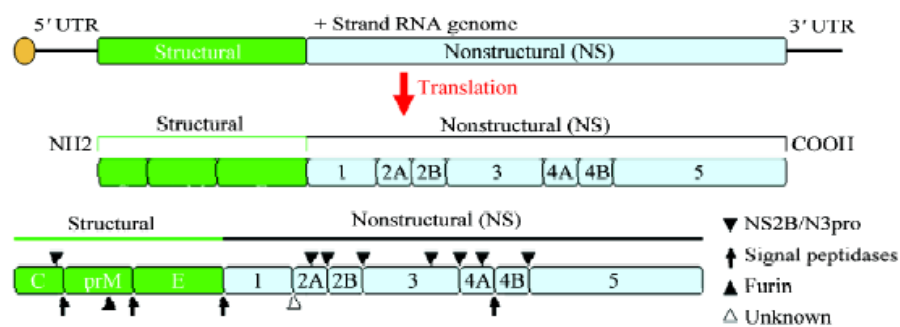 5′ UTR + Strand RNA genome 3′ UTR
Structural Nonstructural (NS)
Translation
Structural Nonstructural (NS)
NH2 COOH
1 2A 2B 3 4A 4B 5
Structural Nonstructural (NS)
C prM E 1 2A 2B 3 4A 4B 5
NS2B/N3pro
Signal peptidases
Furin
Unknown